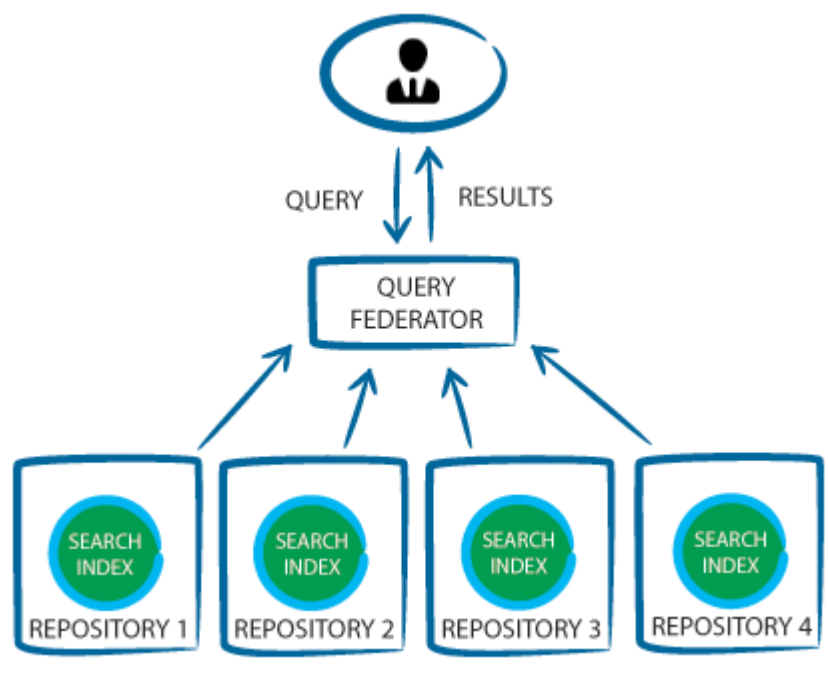 QUERY
RESULTS
QUERY
FEDERATOR
SEARCH
INDEX
REPOSITORY 1
SEARCH
INDEX
REPOSITORY 2
SEARCH
INDEX
REPOSITORY 3
SEARCH
INDEX
REPOSITORY 4